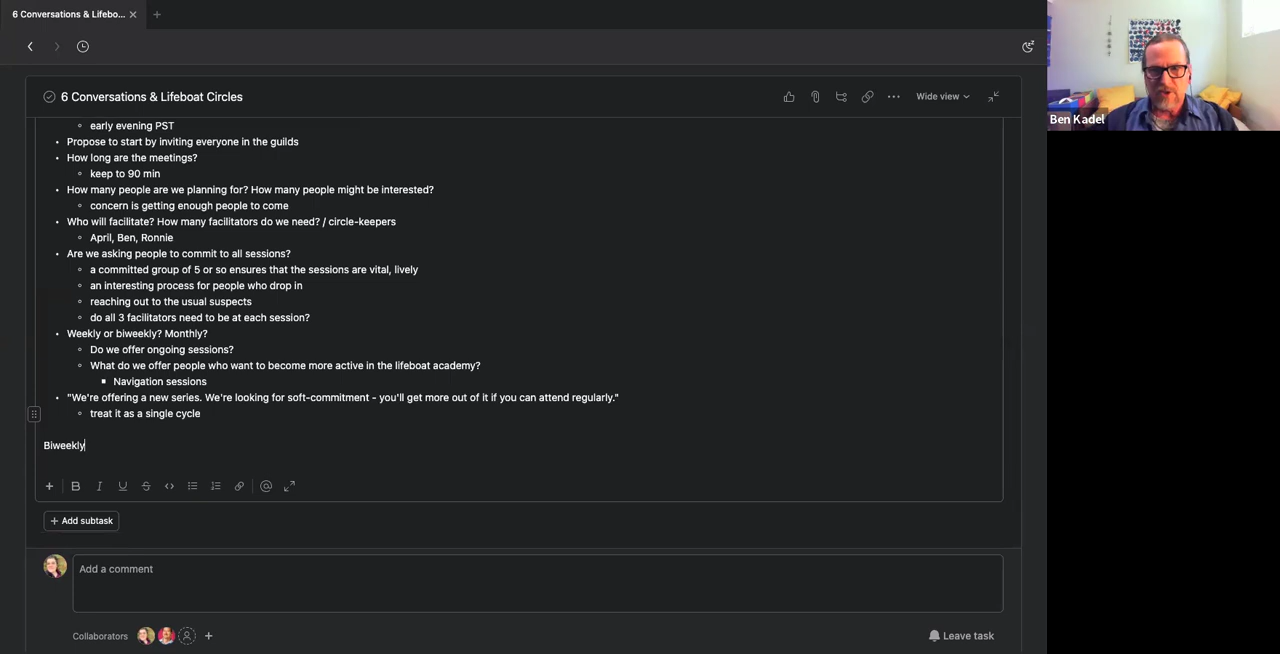 6 Conversations & Lifebo...
6 Conversations & Lifeboat Circles
Wide view
early evening PST
Propose to start by inviting everyone in the guilds
How long are the meetings?
keep to 90 min
How many people are we planning for? How many people might be interested?
concern is getting enough people to come
Who will facilitate? How many facilitators do we need? / circle-keepers
April, Ben, Ronnie
Are we asking people to commit to all sessions?
a committed group of 5 or so ensures that the sessions are vital, lively
an interesting process for people who drop in
reaching out to the usual suspects
do all 3 facilitators need to be at each session?
Weekly or biweekly? Monthly?
Do we offer ongoing sessions?
What do we offer people who want to become more active in the lifeboat academy?
Navigation sessions
"We're offering a new series. We're looking for soft-commitment - you'll get more out of it if you can attend regularly."
treat it as a single cycle
Biweekly
Add subtask
Add a comment
Collaborators
Leave task
Ben Kadel